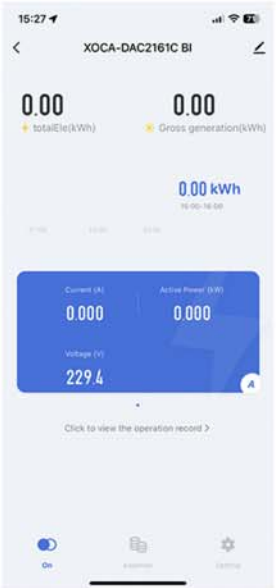 15:27
XOCA-DAC2161C BI
0.00
0.00
totalEle(kWh)
Gross generation(kWh)
0.00 kWh
Current (A)
Active Power (kW)
0.000
0.000
Voltage (V)
229.4
A
Click to view the operation record >
On
Setting